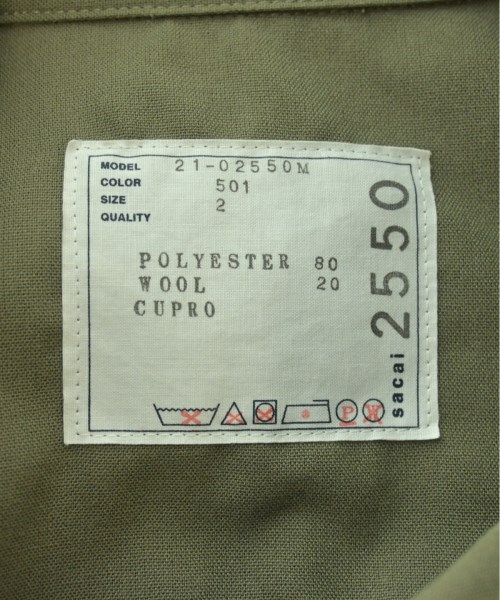 MODEL 21-02550M
COLOR 501
SIZE 2
QUALITY
POLYESTER 80
WOOL 20
CUPRO
P W
sacai 2550